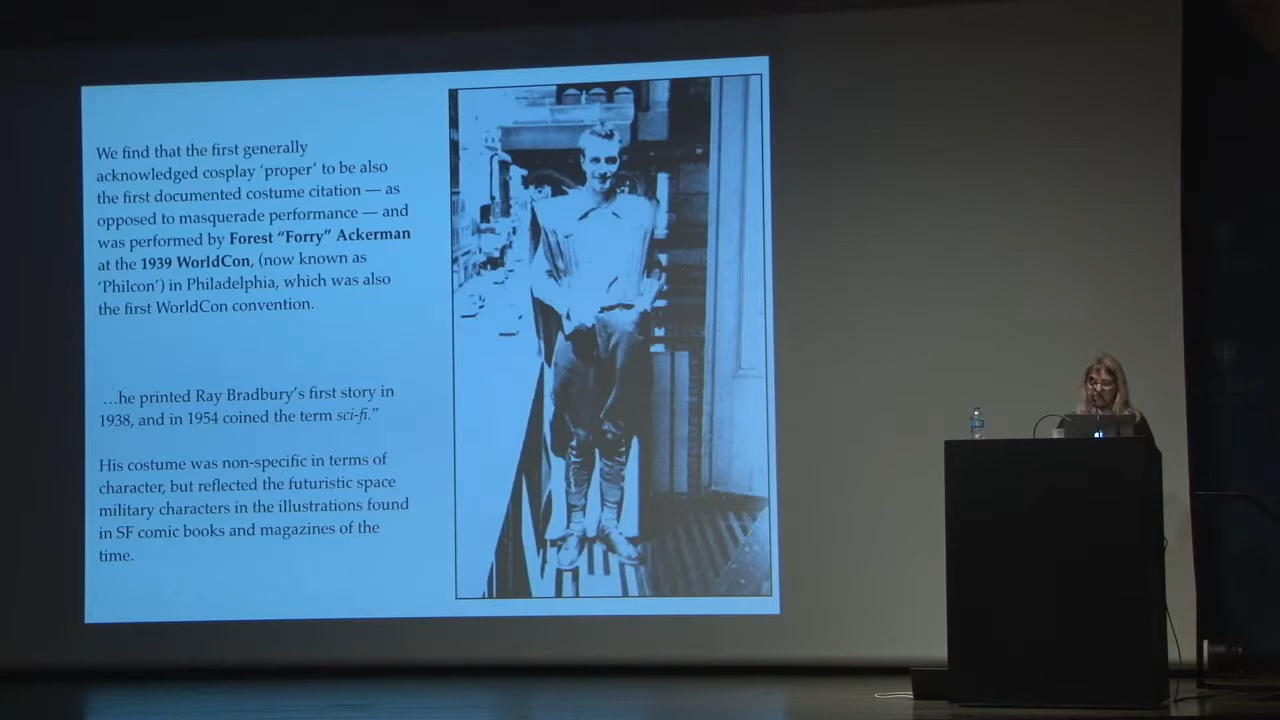 We find that the first generally
acknowledged cosplay ‘proper’ to be also
the first documented costume citation — as
opposed to masquerade performance — and
was performed by Forest “Forry” Ackerman
at the 1939 WorldCon, (now known as
‘Philcon’) in Philadelphia, which was also
the first WorldCon convention.
…he printed Ray Bradbury’s first story in
1938, and in 1954 coined the term sci-fi.”
His costume was non-specific in terms of
character, but reflected the futuristic space
military characters in the illustrations found
in SF comic books and magazines of the
time.